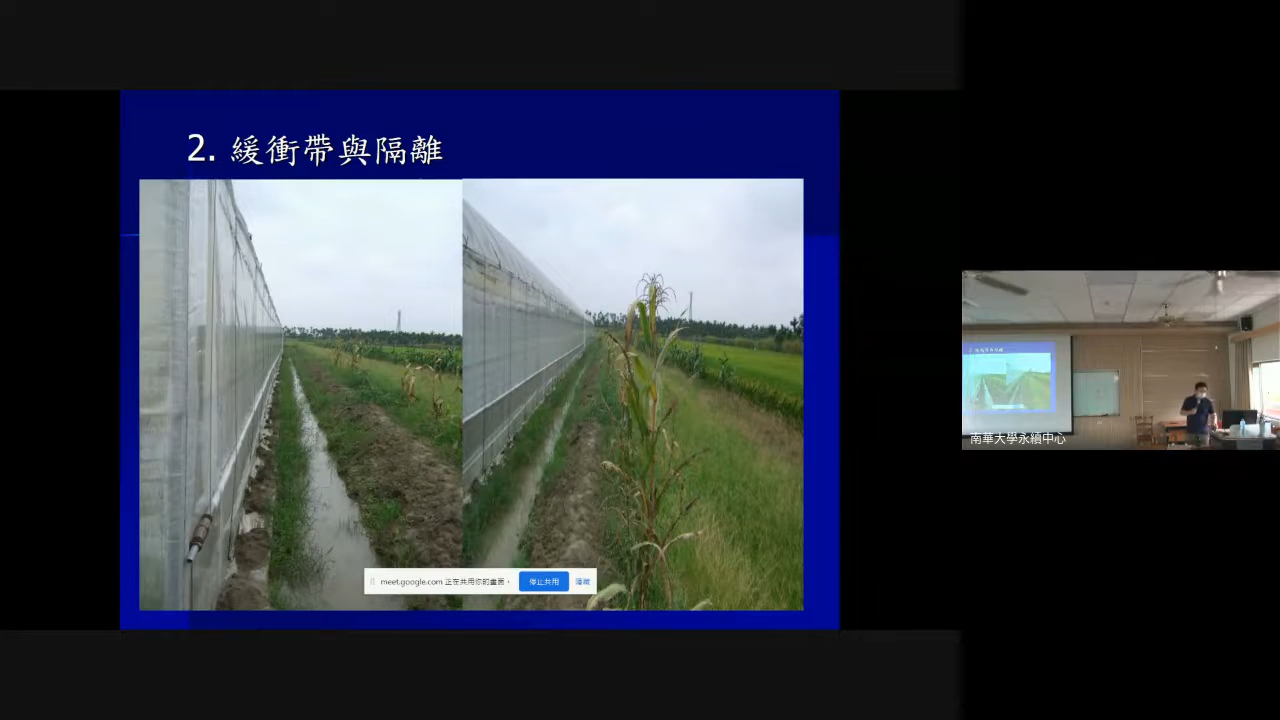 2. 緩衝帶與隔離
meet.google.com 正在共用你的畫面。
停止共用
隱藏
南華大學永續中心